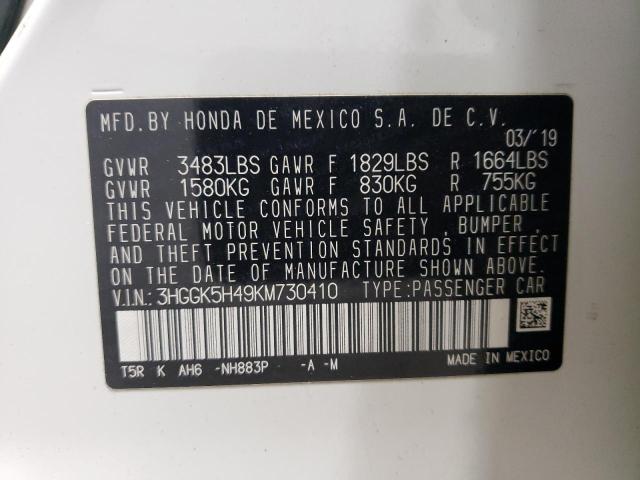 MFD.BY HONDA DE MEXICO S.A. DE C.V.
03/'19
GVWR 3483LBS GAWR F 1829LBS R 1664LBS
GVWR 1580KG GAWR F 830KG R 755KG
THIS VEHICLE CONFORMS TO ALL APPLICABLE
FEDERAL MOTOR VEHICLE SAFETY , BUMPER ,
AND THEFT PREVENTION STANDARDS IN EFFECT
ON THE DATE OF MANUFACTURE SHOWN ABOVE.
V.I.N.: 3HGGK5H49KM730410 TYPE:PASSENGER CAR
T5R K AH6 -NH883P -A -M
MADE IN MEXICO